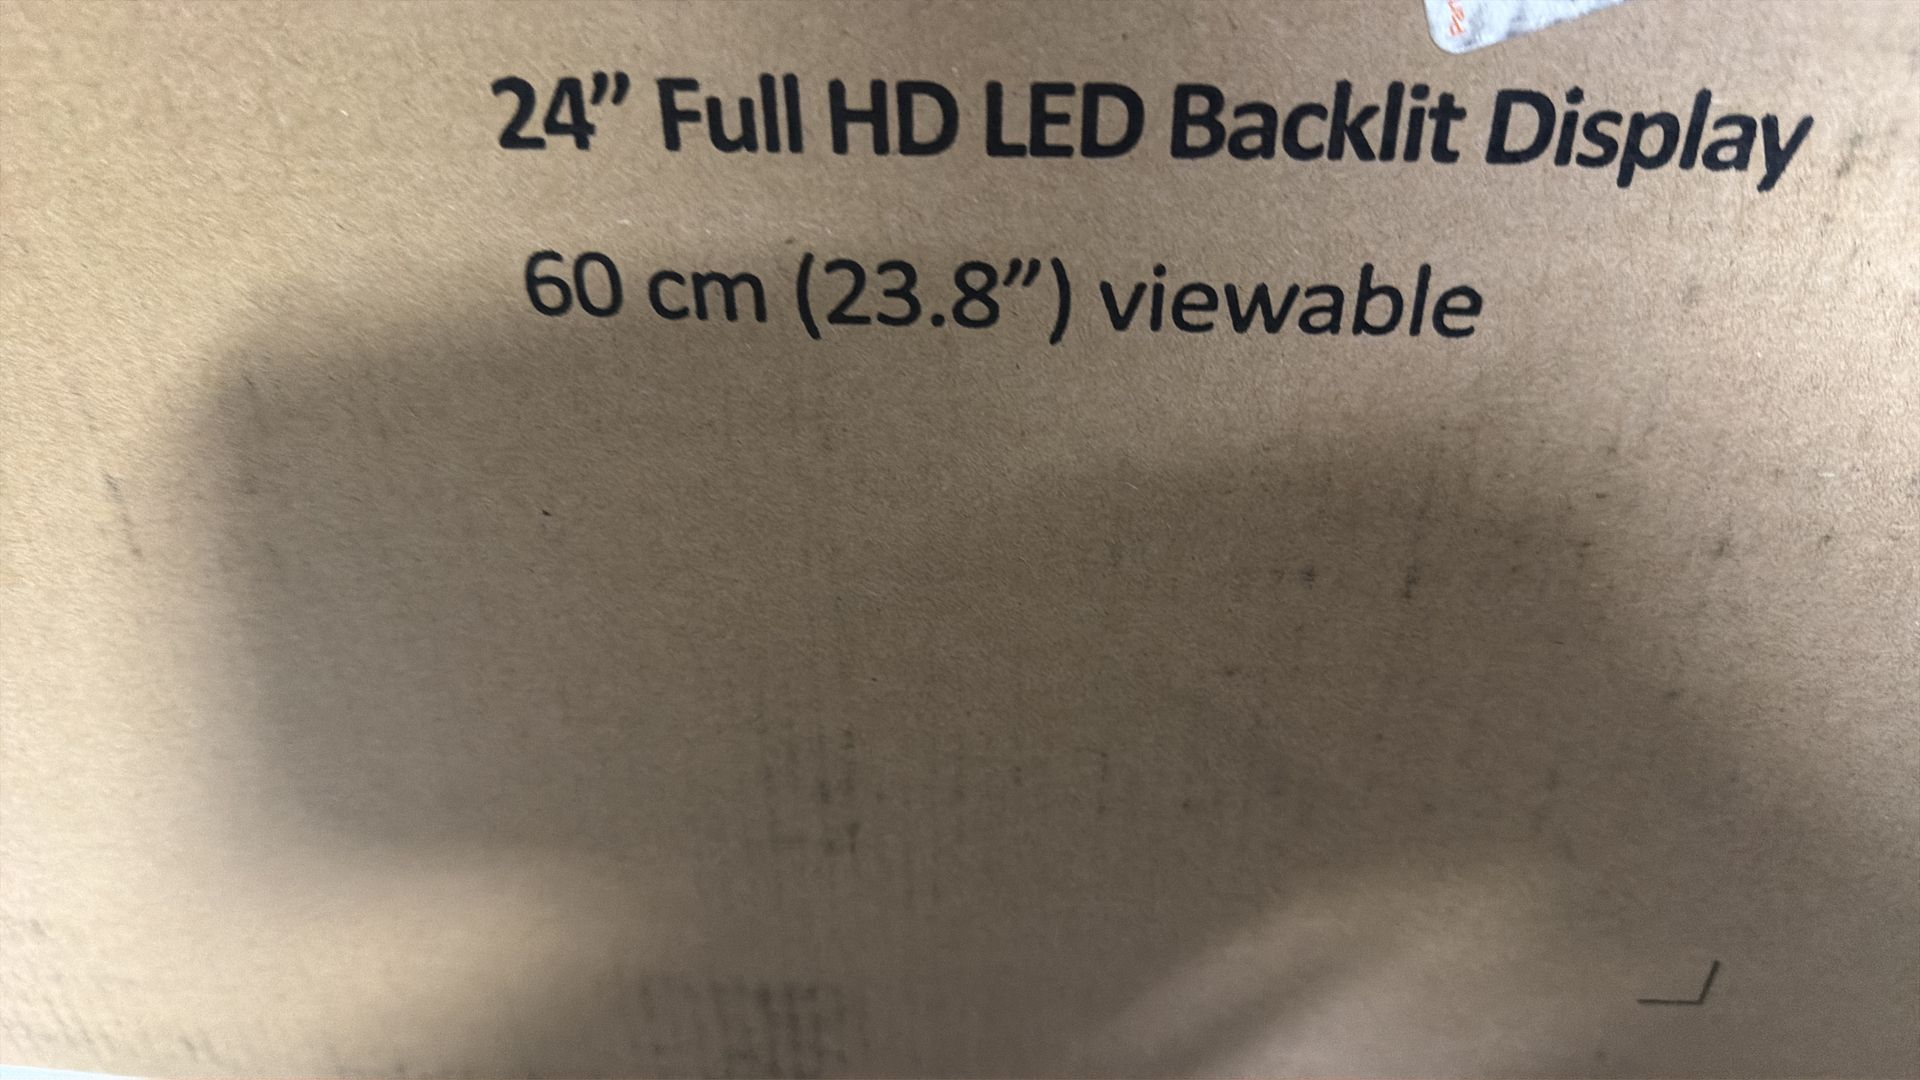 24” Full HD LED Backlit Display
60 cm (23.8”) viewable